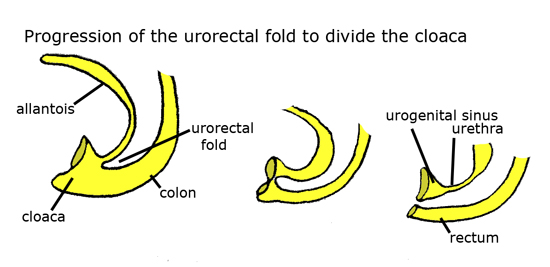 Progression of the urorectal fold to divide the cloaca
allantois
urorectal
fold
colon
cloaca
urogenital sinus
urethra
rectum